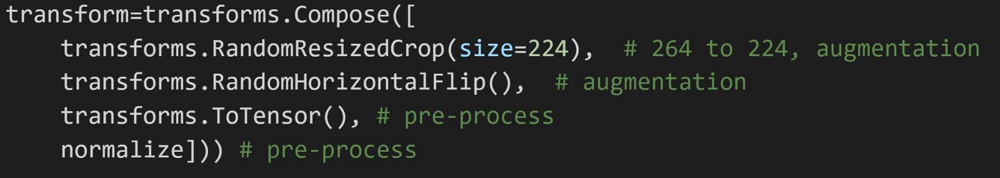 transform=transforms.Compose([
    transforms.RandomResizedCrop(size=224),  # 264 to 224, augmentation
    transforms.RandomHorizontalFlip(),  # augmentation
    transforms.ToTensor(), # pre-process
    normalize])) # pre-process